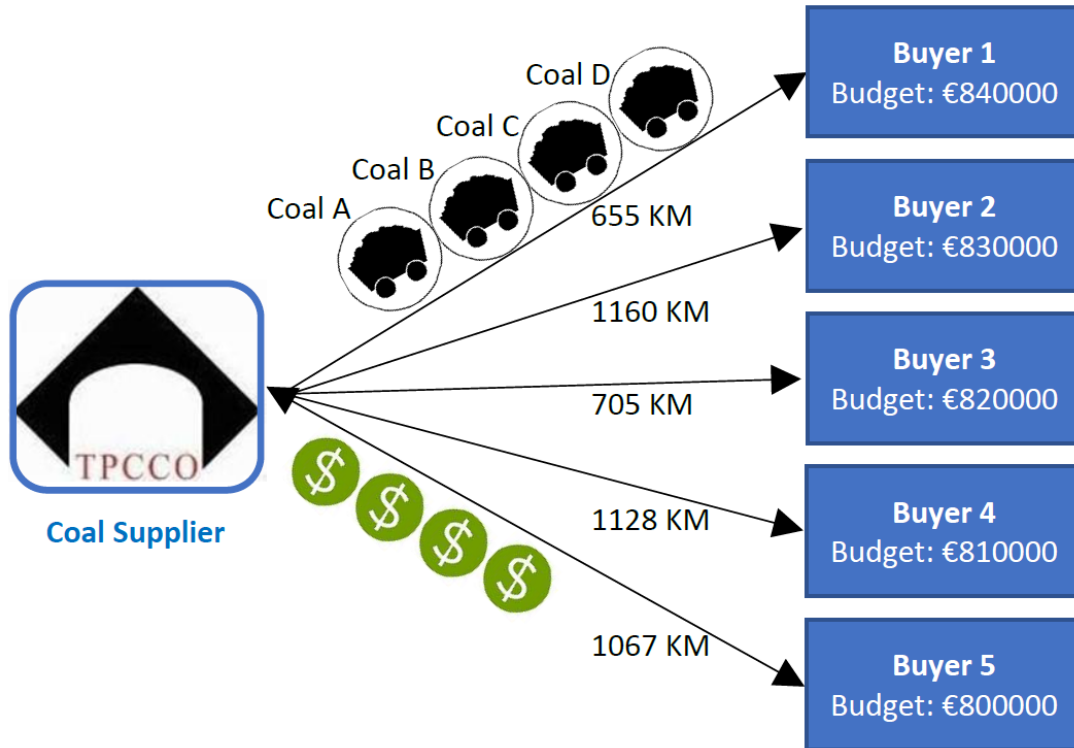 Coal D
Coal C
Coal B
Coal A
655 KM
1160 KM
705 KM
1128 KM
1067 KM
TPCCO
Coal Supplier
$
$
$
$
Buyer 1
Budget: €840000
Buyer 2
Budget: €830000
Buyer 3
Budget: €820000
Buyer 4
Budget: €810000
Buyer 5
Budget: €800000